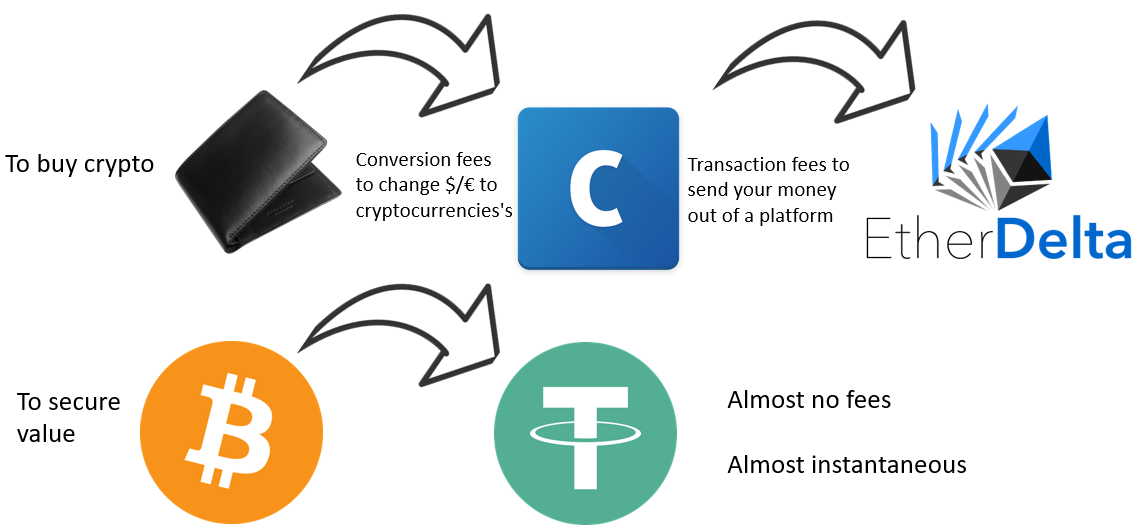 To buy crypto
Conversion fees
to change $/€ to
cryptocurrencies's
C
Transaction fees to
send your money
out of a platform
EtherDelta
To secure
value
Almost no fees
Almost instantaneous